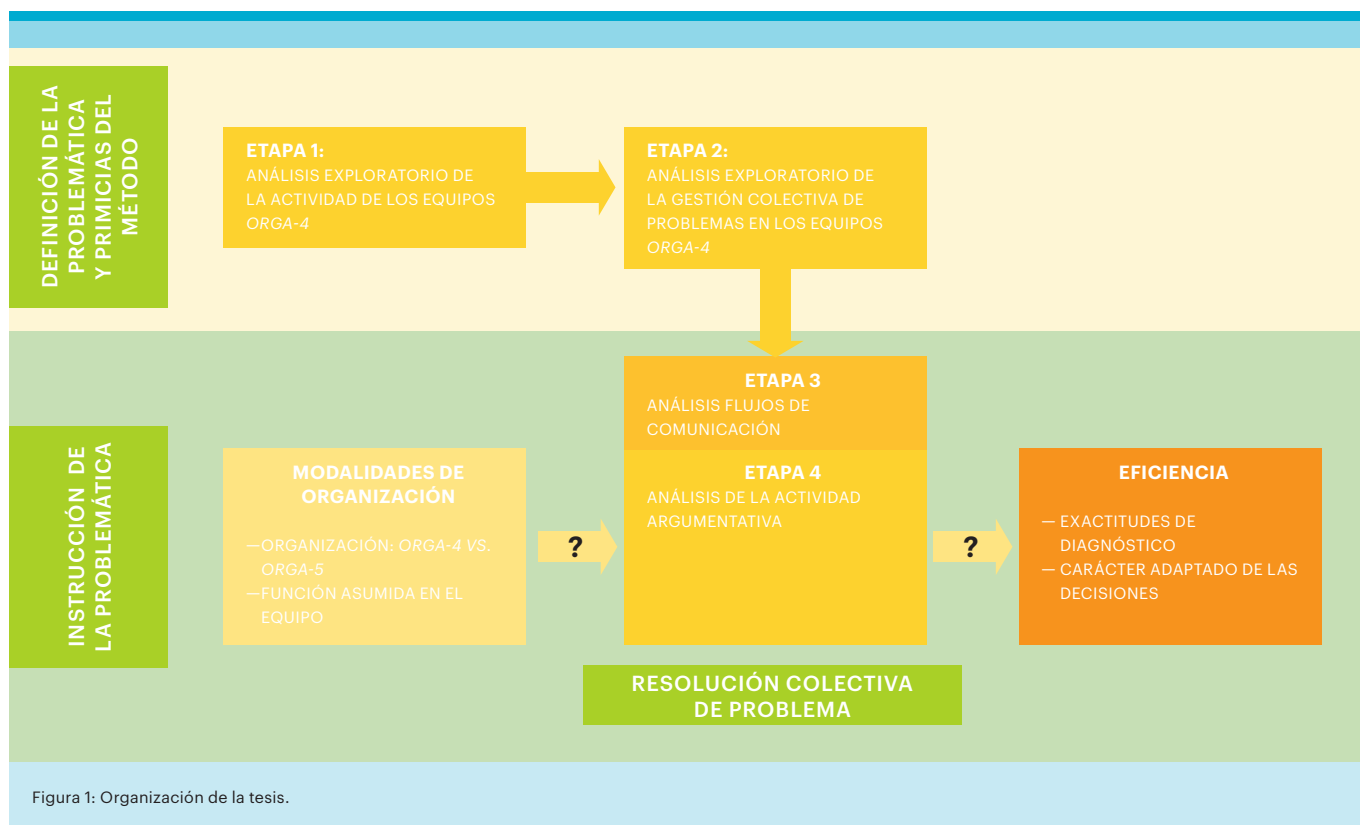 DEFINICIÓN DE LA
PROBLEMÁTICA
Y PRIMICIAS DEL
MÉTODO
ETAPA 1:
ANÁLISIS EXPLORATORIO DE
LA ACTIVIDAD DE LOS EQUIPOS
ORGA-4
ETAPA 2:
ANÁLISIS EXPLORATORIO DE
LA GESTIÓN COLECTIVA DE
PROBLEMAS EN LOS EQUIPOS
ORGA-4
INSTRUCCIÓN DE
LA PROBLEMÁTICA
MODALIDADES DE
ORGANIZACIÓN
—ORGANIZACIÓN: ORGA-4 VS.
ORGA-5
—FUNCIÓN ASUMIDA EN EL
EQUIPO
?
ETAPA 3
ANÁLISIS FLUJOS DE
COMUNICACIÓN
ETAPA 4
ANÁLISIS DE LA ACTIVIDAD
ARGUMENTATIVA
?
EFICIENCIA
— EXACTITUDES DE
DIAGNÓSTICO
— CARÁCTER ADAPTADO DE LAS
DECISIONES
RESOLUCIÓN COLECTIVA
DE PROBLEMA
Figura 1: Organización de la tesis.